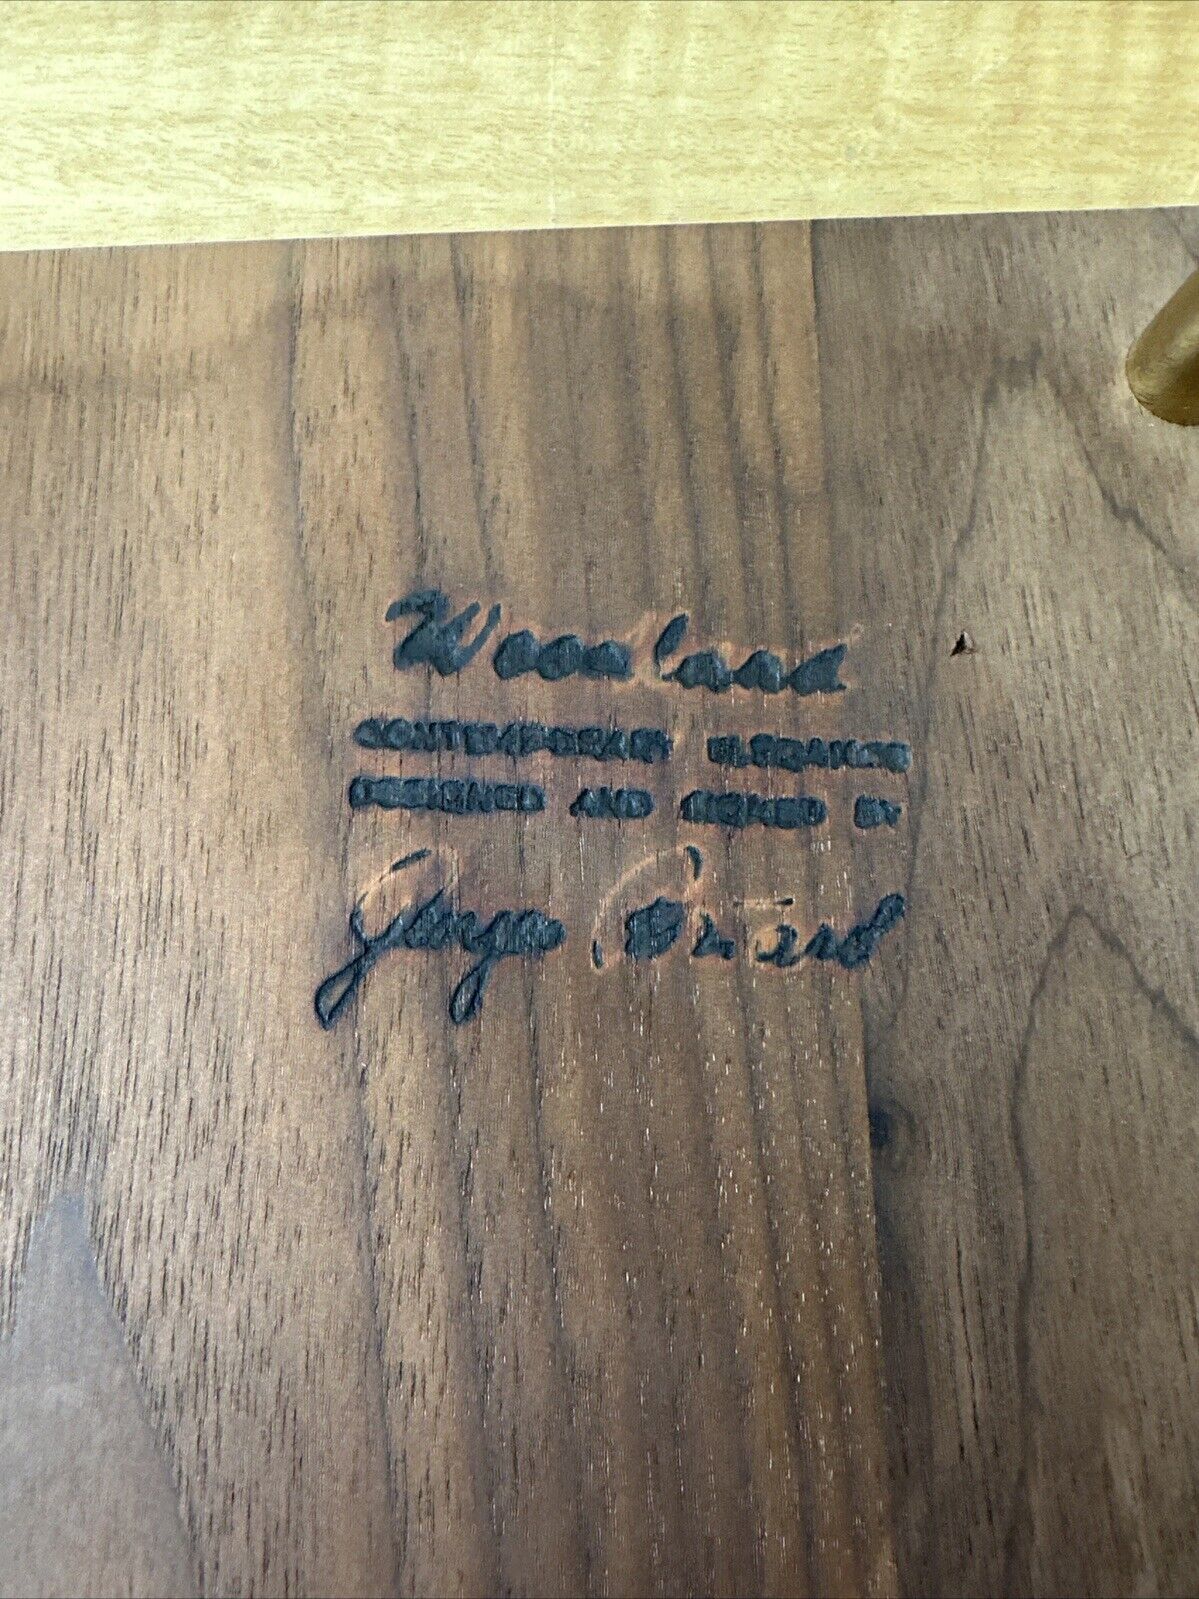 Woodland
CONTEMPORARY ELEGANCE
DESIGNED AND SIGNED BY
Georges Briard